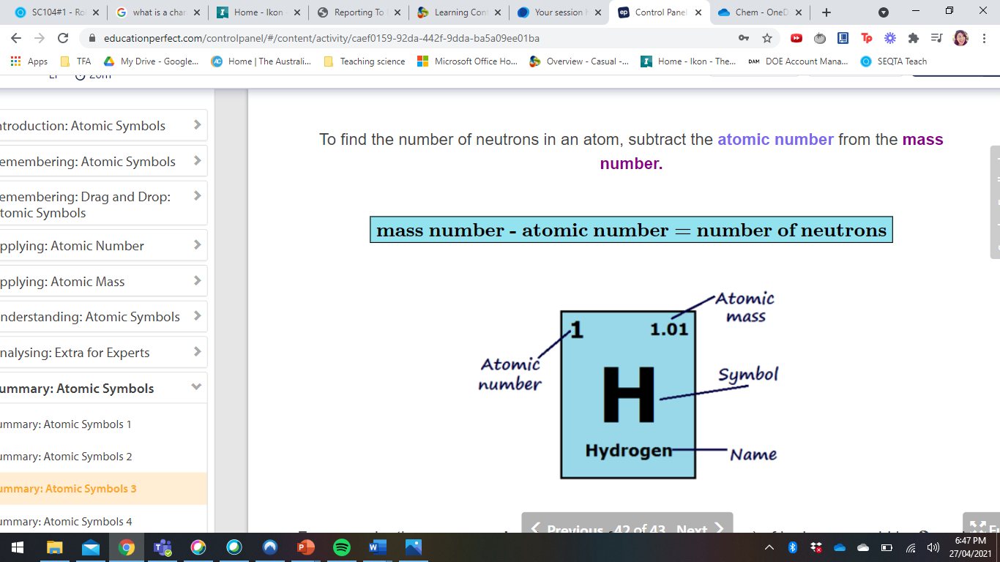 SC104#1 - Ro
what is a char
Home - Ikon
Reporting To
Learning Cont
Your session h
Control Panel
Chem - OneD
educationperfect.com/controlpanel/#/content/activity/caef0159-92da-442f-9dda-ba5a09ee01ba
Apps
TFA
My Drive - Google...
Home | The Australi...
Teaching science
Microsoft Office Ho...
Overview - Casual -...
Home - Ikon - The...
DAM DOE Account Mana...
SEQTA Teach
ntroduction: Atomic Symbols
emembering: Atomic Symbols
emembering: Drag and Drop:
tomic Symbols
pplying: Atomic Number
pplying: Atomic Mass
nderstanding: Atomic Symbols
nalysing: Extra for Experts
ummary: Atomic Symbols
ummary: Atomic Symbols 1
ummary: Atomic Symbols 2
ummary: Atomic Symbols 3
ummary: Atomic Symbols 4
To find the number of neutrons in an atom, subtract the atomic number from the mass
number.
mass number - atomic number = number of neutrons
Atomic
mass
1
1.01
Atomic
number
H
Symbol
Hydrogen
Name
Previous 42 of 43 Next
6:47 PM
27/04/2021